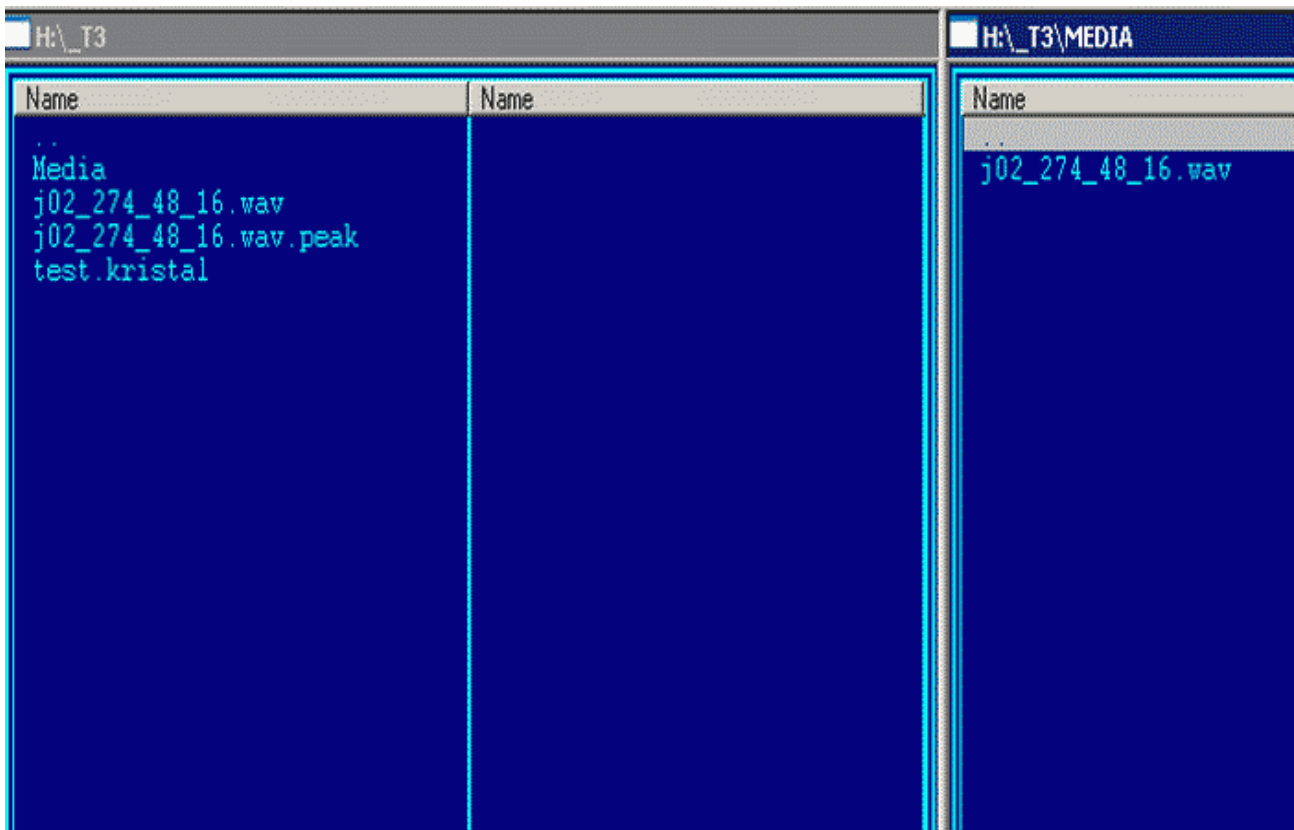 H:\_T3
Name Name
..
Media
j02_274_48_16.wav
j02_274_48_16.wav.peak
test.kristal
H:\_T3\MEDIA
Name
..
j02_274_48_16.wav